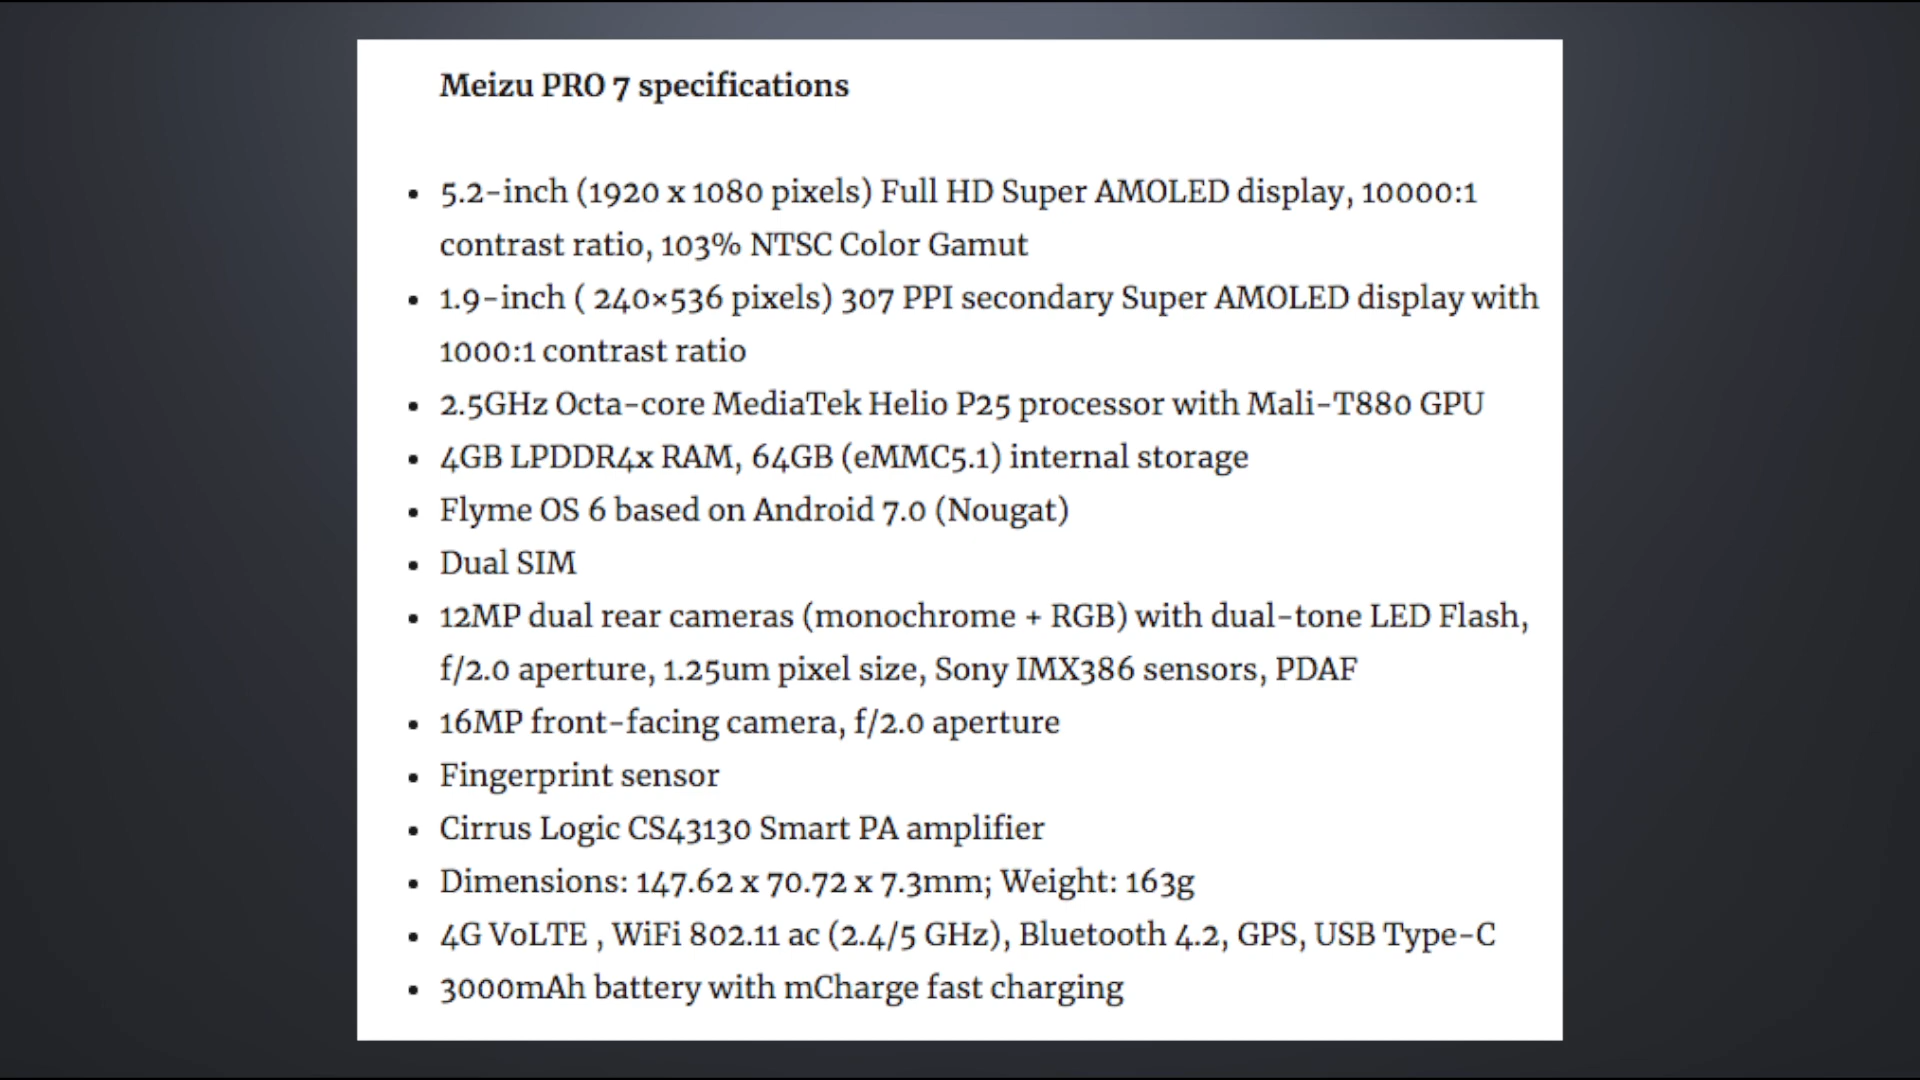 Meizu PRO 7 specifications
• 5.2-inch (1920 x 1080 pixels) Full HD Super AMOLED display, 10000:1
contrast ratio, 103% NTSC Color Gamut
• 1.9-inch ( 240×536 pixels) 307 PPI secondary Super AMOLED display with
1000:1 contrast ratio
• 2.5GHz Octa-core MediaTek Helio P25 processor with Mali-T880 GPU
• 4GB LPDDR4x RAM, 64GB (eMMC5.1) internal storage
• Flyme OS 6 based on Android 7.0 (Nougat)
• Dual SIM
• 12MP dual rear cameras (monochrome + RGB) with dual-tone LED Flash,
f/2.0 aperture, 1.25um pixel size, Sony IMX386 sensors, PDAF
• 16MP front-facing camera, f/2.0 aperture
• Fingerprint sensor
• Cirrus Logic CS43130 Smart PA amplifier
• Dimensions: 147.62 x 70.72 x 7.3mm; Weight: 163g
• 4G VoLTE , WiFi 802.11 ac (2.4/5 GHz), Bluetooth 4.2, GPS, USB Type-C
• 3000mAh battery with mCharge fast charging